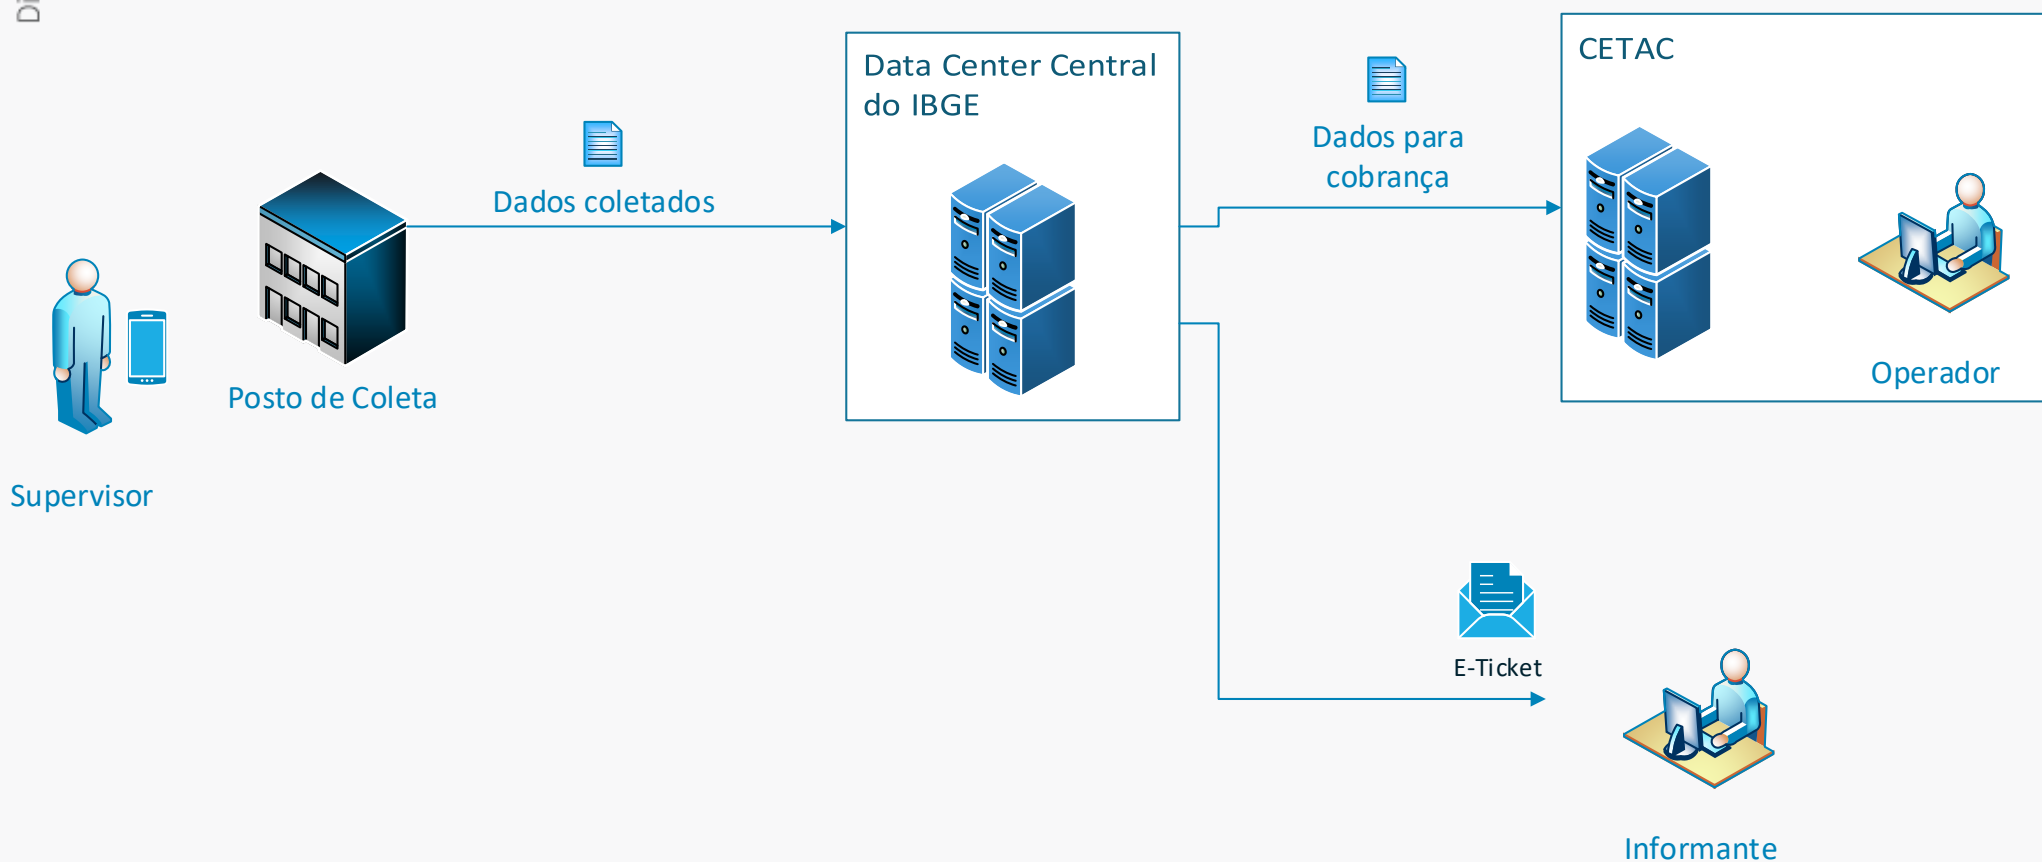 Data Center Central
do IBGE
CETAC
Dados para
cobrança
Dados coletados
Operador
Posto de Coleta
Supervisor
E-Ticket
Informante